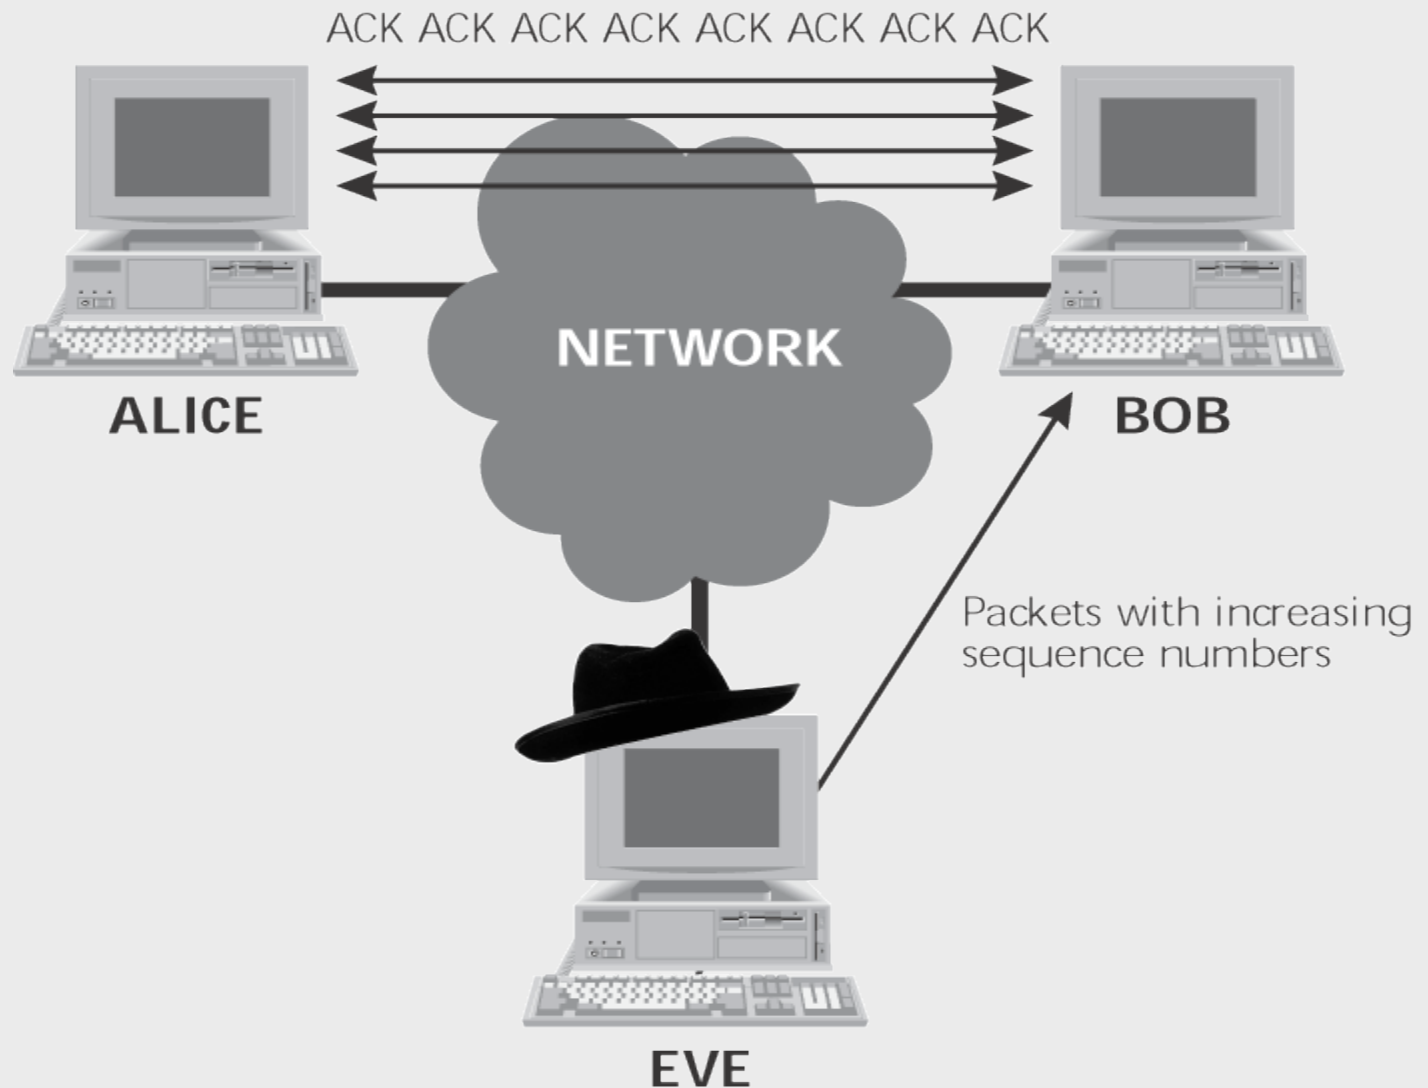 ACK ACK ACK ACK ACK ACK ACK ACK
NETWORK
ALICE
BOB
Packets with increasing
sequence numbers
EVE